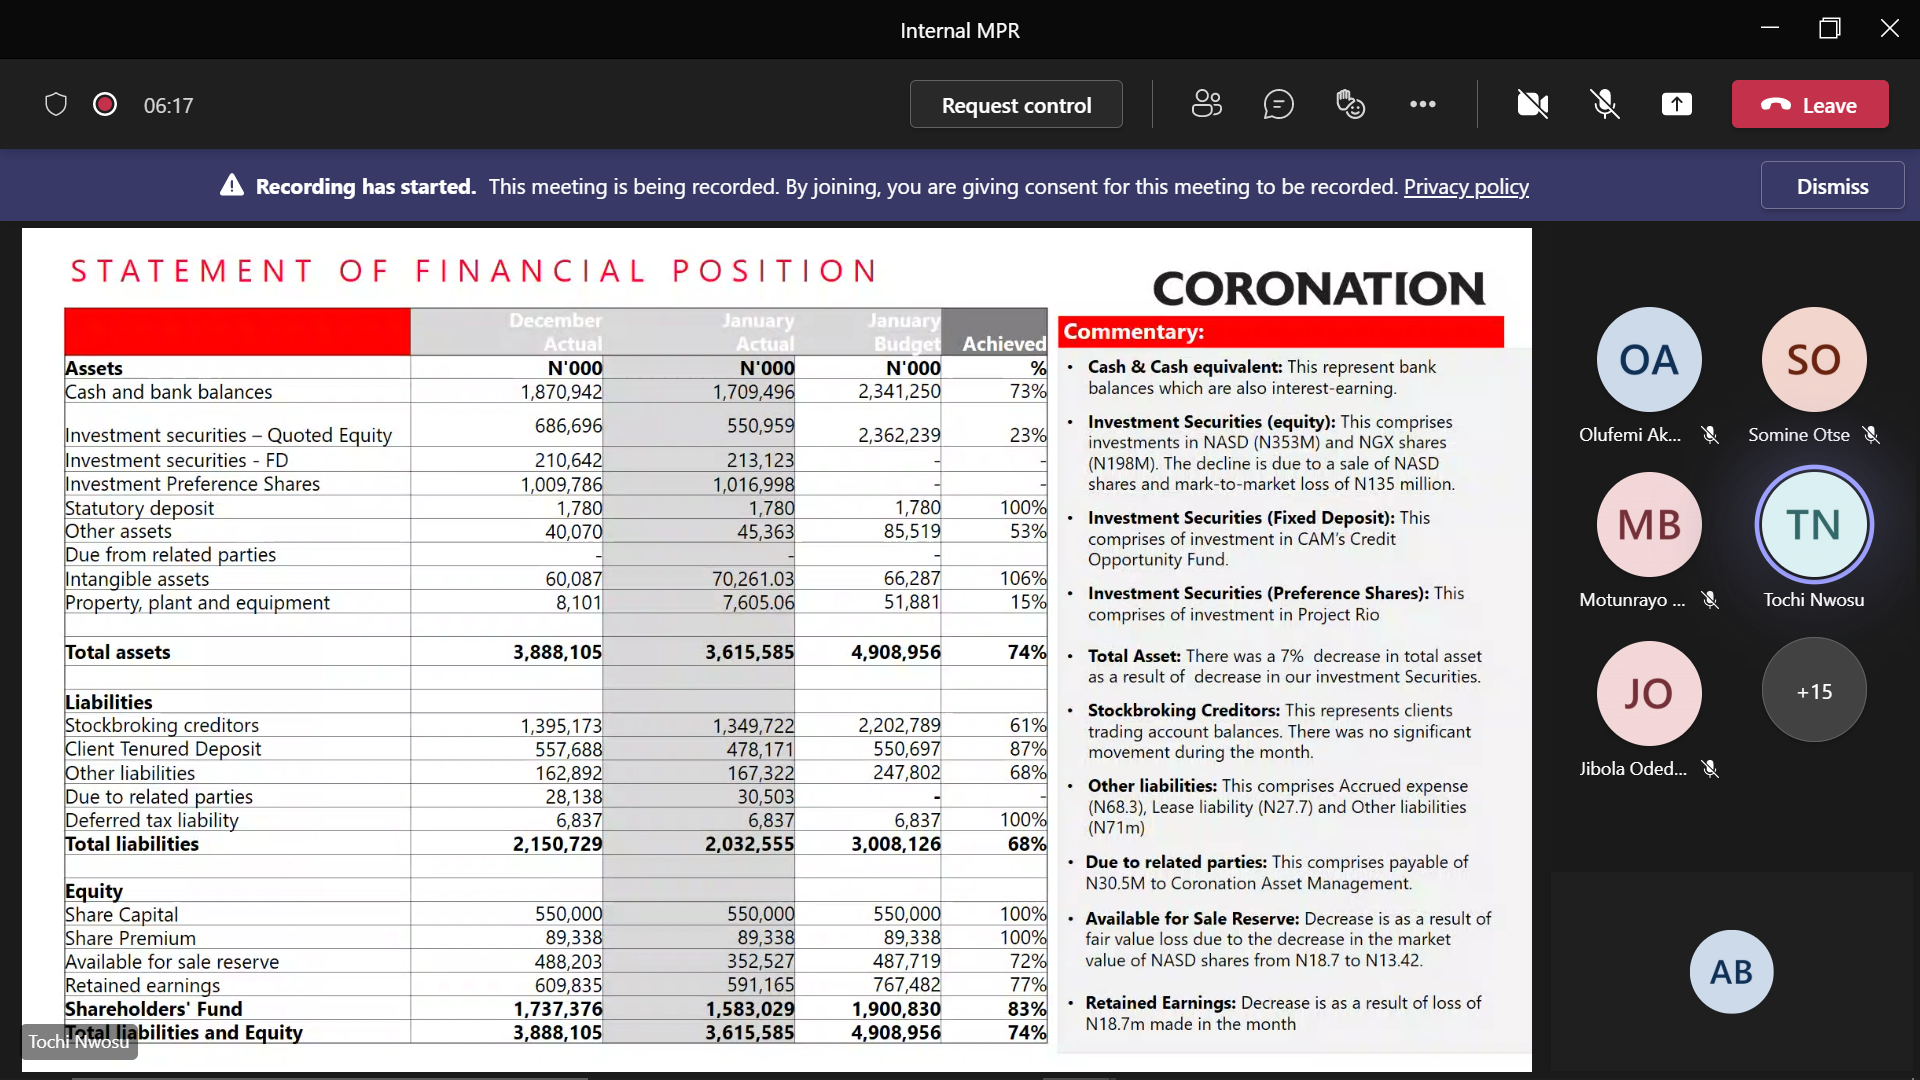 Internal MPR
06:17
Request control
Leave
Recording has started. This meeting is being recorded. By joining, you are giving consent for this meeting to be recorded. Privacy policy
Dismiss
STATEMENT OF FINANCIAL POSITION
CORONATION
December Actual January Actual January Budget Achieved
Assets N'000 N'000 N'000 %
Cash and bank balances 1,870,942 1,709,496 2,341,250 73%
Investment securities – Quoted Equity 686,696 550,959 2,362,239 23%
Investment securities - FD 210,642 213,123 - -
Investment Preference Shares 1,009,786 1,016,998 - -
Statutory deposit 1,780 1,780 1,780 100%
Other assets 40,070 45,363 85,519 53%
Due from related parties - - -
Intangible assets 60,087 70,261.03 66,287 106%
Property, plant and equipment 8,101 7,605.06 51,881 15%
Total assets 3,888,105 3,615,585 4,908,956 74%
Liabilities
Stockbroking creditors 1,395,173 1,349,722 2,202,789 61%
Client Tenured Deposit 557,688 478,171 550,697 87%
Other liabilities 162,892 167,322 247,802 68%
Due to related parties 28,138 30,503 - -
Deferred tax liability 6,837 6,837 6,837 100%
Total liabilities 2,150,729 2,032,555 3,008,126 68%
Equity
Share Capital 550,000 550,000 550,000 100%
Share Premium 89,338 89,338 89,338 100%
Available for sale reserve 488,203 352,527 487,719 72%
Retained earnings 609,835 591,165 767,482 77%
Shareholders' Fund 1,737,376 1,583,029 1,900,830 83%
Total liabilities and Equity 3,888,105 3,615,585 4,908,956 74%
Tochi Nwosu
Commentary:
• Cash & Cash equivalent: This represent bank
balances which are also interest-earning.
• Investment Securities (equity): This comprises
investments in NASD (N353M) and NGX shares
(N198M). The decline is due to a sale of NASD
shares and mark-to-market loss of N135 million.
• Investment Securities (Fixed Deposit): This
comprises of investment in CAM's Credit
Opportunity Fund.
• Investment Securities (Preference Shares): This
comprises of investment in Project Rio
• Total Asset: There was a 7% decrease in total asset
as a result of decrease in our investment Securities.
• Stockbroking Creditors: This represents clients
trading account balances. There was no significant
movement during the month.
• Other liabilities: This comprises Accrued expense
(N68.3), Lease liability (N27.7) and Other liabilities
(N71m)
• Due to related parties: This comprises payable of
N30.5M to Coronation Asset Management.
• Available for Sale Reserve: Decrease is as a result of
fair value loss due to the decrease in the market
value of NASD shares from N18.7 to N13.42.
• Retained Earnings: Decrease is as a result of loss of
N18.7m made in the month
OA SO
Olufemi Ak... Somine Otse
MB TN
Motunrayo ... Tochi Nwosu
JO +15
Jibola Oded...
AB